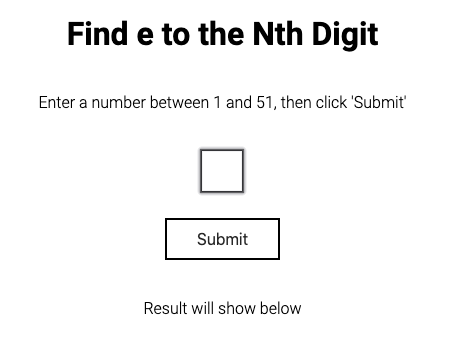 Find e to the Nth Digit
Enter a number between 1 and 51, then click 'Submit'
Submit
Result will show below